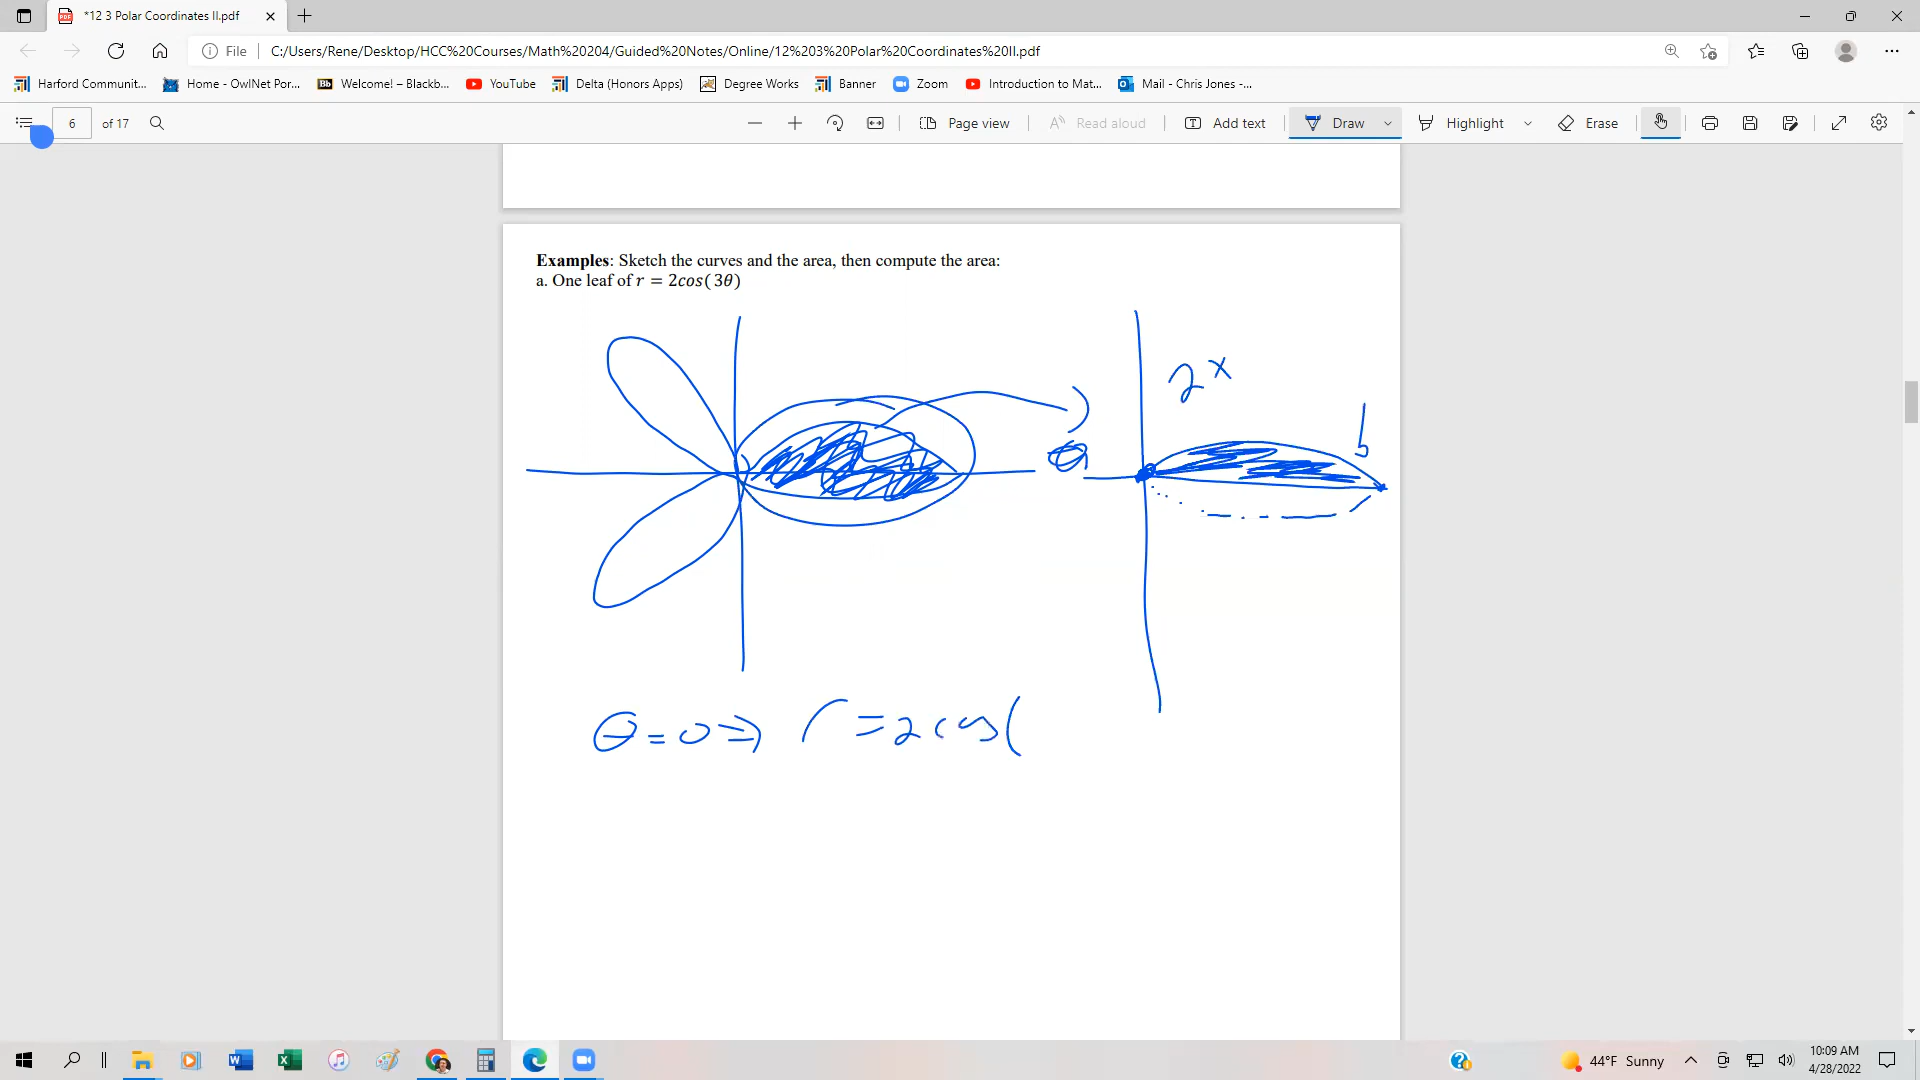 *12 3 Polar Coordinates II.pdf
File C:/Users/Rene/Desktop/HCC%20Courses/Math%20204/Guided%20Notes/Online/12%203%20Polar%20Coordinates%20II.pdf
Harford Communit... Home - OwlNet Por... Welcome! – Blackb... YouTube Delta (Honors Apps) Degree Works Banner Zoom Introduction to Mat... Mail - Chris Jones -...
6 of 17 Page view Read aloud Add text Draw Highlight Erase
Examples: Sketch the curves and the area, then compute the area:
a. One leaf of r = 2cos(3θ)
2 x
θ = 0 ⇒ r = 2 cos(
44°F Sunny
10:09 AM
4/28/2022